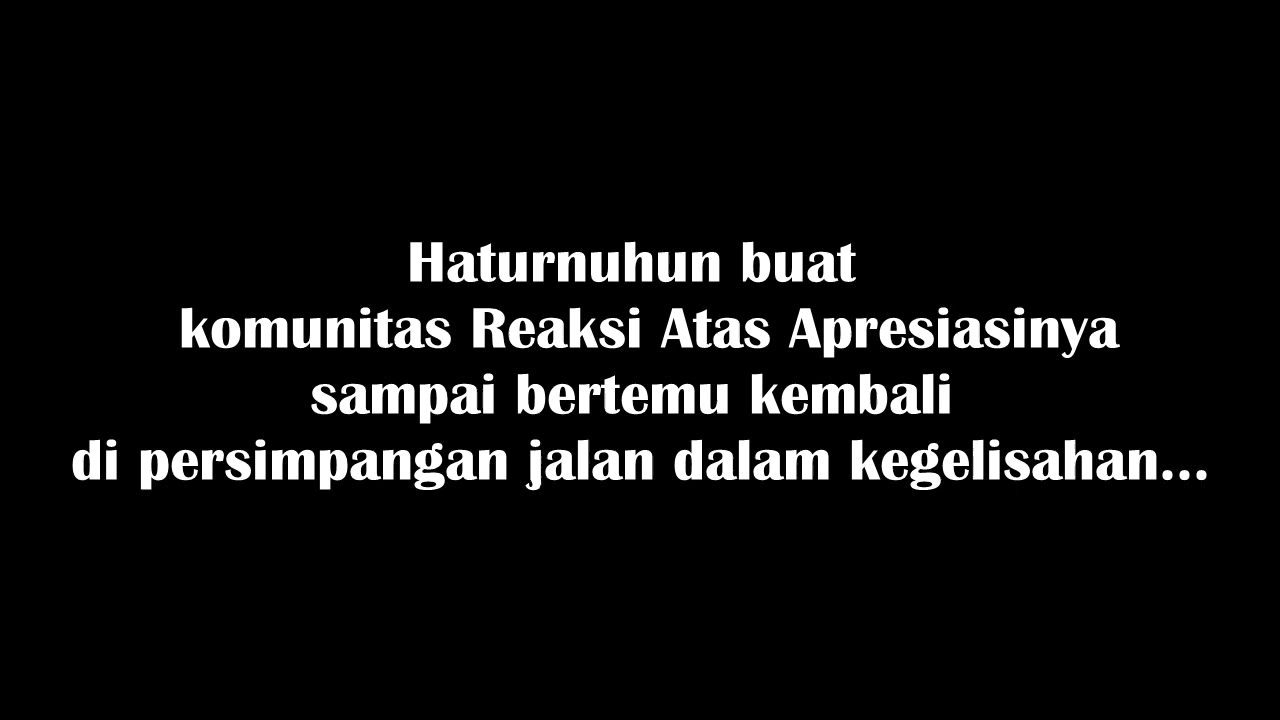 Haturnuhun buat
komunitas Reaksi Atas Apresiasinya
sampai bertemu kembali
di persimpangan jalan dalam kegelisahan...